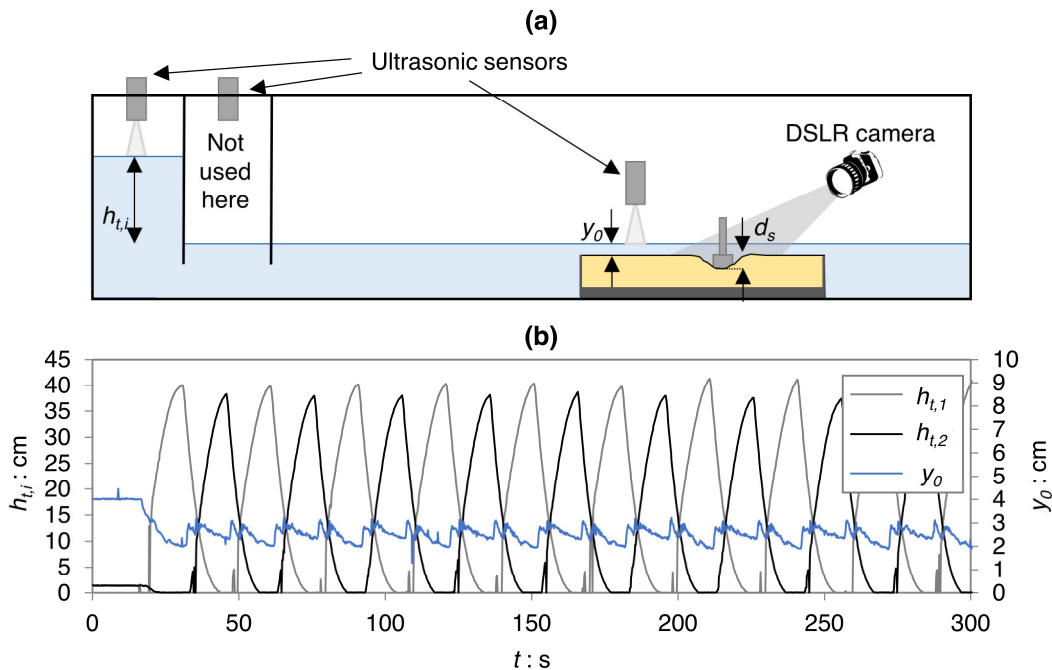 (a)
Ultrasonic sensors
DSLR camera
Not
used
here
h_{t,i}
y_0
d_s
(b)
h_{t,i} : cm
45
40
35
30
25
20
15
10
5
0
0
50
100
150
200
250
300
t : s
10
9
8
7
6
5
4
3
2
1
0
y_0 : cm
h_{t,1}
h_{t,2}
y_0